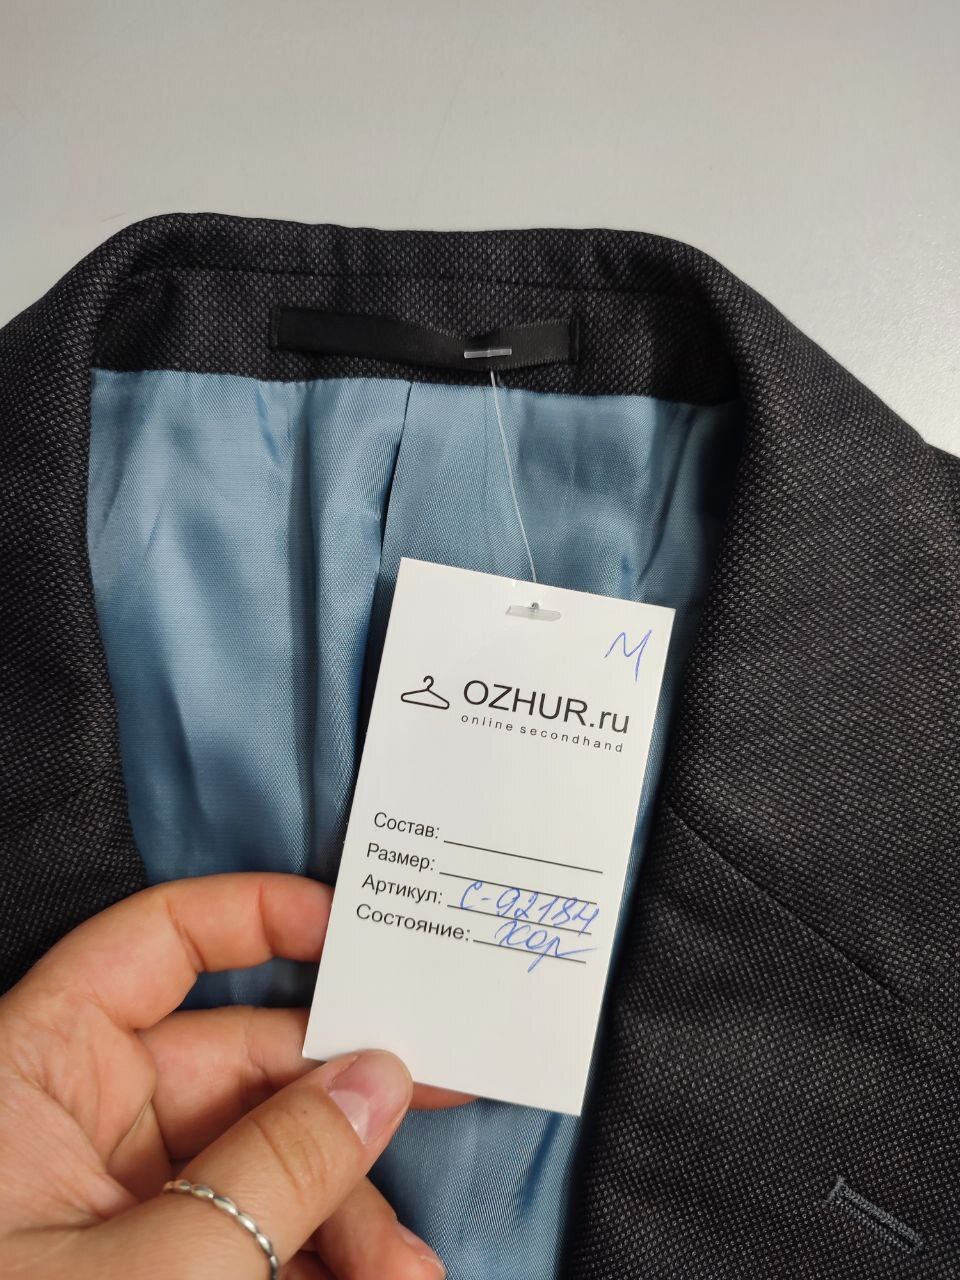 М
OZHUR.ru
online secondhand
Состав:
Размер:
Артикул: С-92184
Состояние: хор